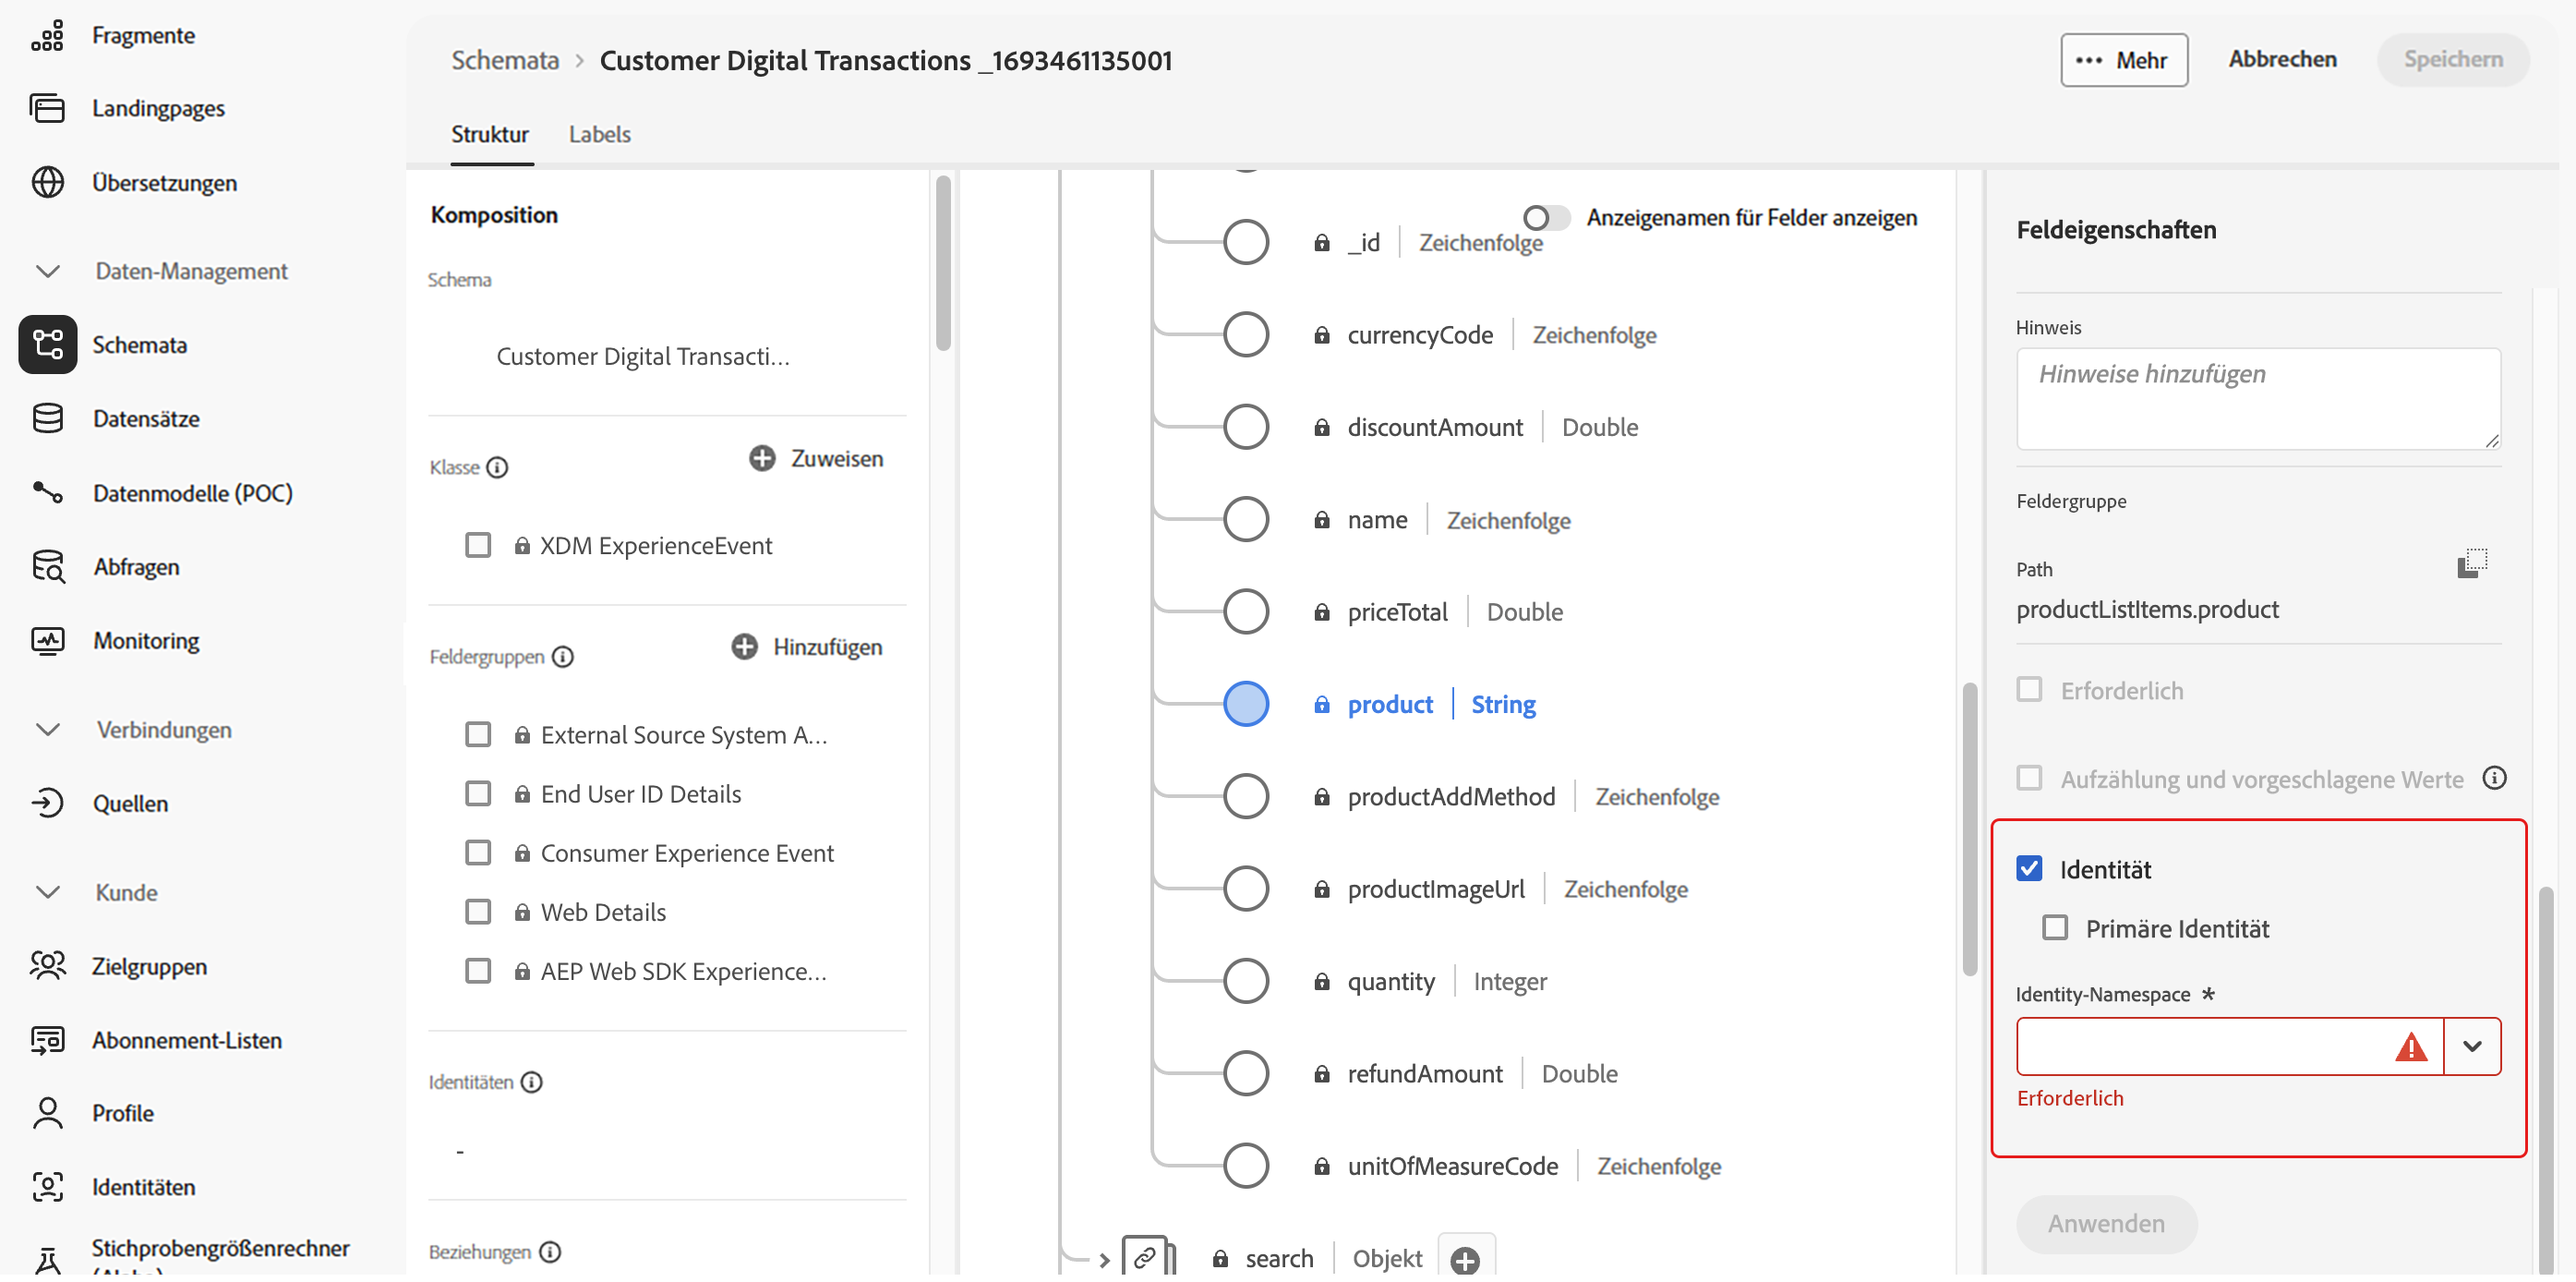 Fragmente
Landingpages
Übersetzungen
Daten-Management
Schemata
Datensätze
Datenmodelle (POC)
Abfragen
Monitoring
Verbindungen
Quellen
Kunde
Zielgruppen
Abonnement-Listen
Profile
Identitäten
Stichprobengrößenrechner
Schemata > Customer Digital Transactions _1693461135001
Mehr
Abbrechen
Speichern
Struktur
Labels
Komposition
Schema
Customer Digital Transacti...
Klasse
Zuweisen
XDM ExperienceEvent
Feldergruppen
Hinzufügen
External Source System A...
End User ID Details
Consumer Experience Event
Web Details
AEP Web SDK Experience...
Identitäten
-
Beziehungen
Anzeigenamen für Felder anzeigen
_id | Zeichenfolge
currencyCode | Zeichenfolge
discountAmount | Double
name | Zeichenfolge
priceTotal | Double
product | String
productAddMethod | Zeichenfolge
productImageUrl | Zeichenfolge
quantity | Integer
refundAmount | Double
unitOfMeasureCode | Zeichenfolge
search | Objekt
Feldeigenschaften
Hinweis
Hinweise hinzufügen
Feldergruppe
Path
productListItems.product
Erforderlich
Aufzählung und vorgeschlagene Werte
Identität
Primäre Identität
Identity-Namespace *
Erforderlich
Anwenden